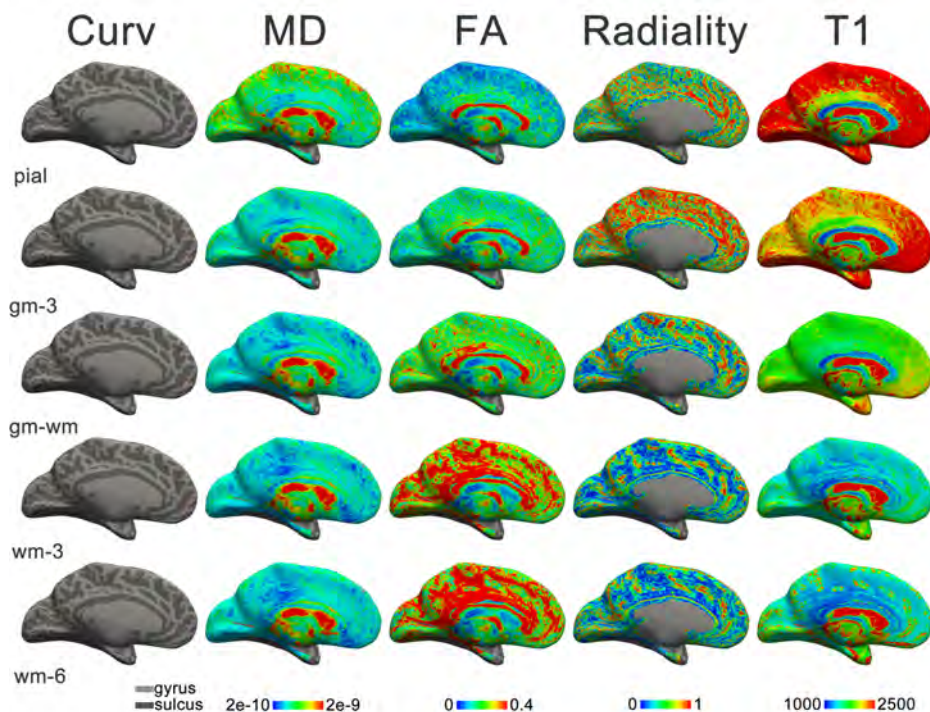 Curv MD FA Radiality T1
pial
gm-3
gm-wm
wm-3
wm-6
gyrus
sulcus
2e-10 2e-9 0 0.4 0 1 1000 2500